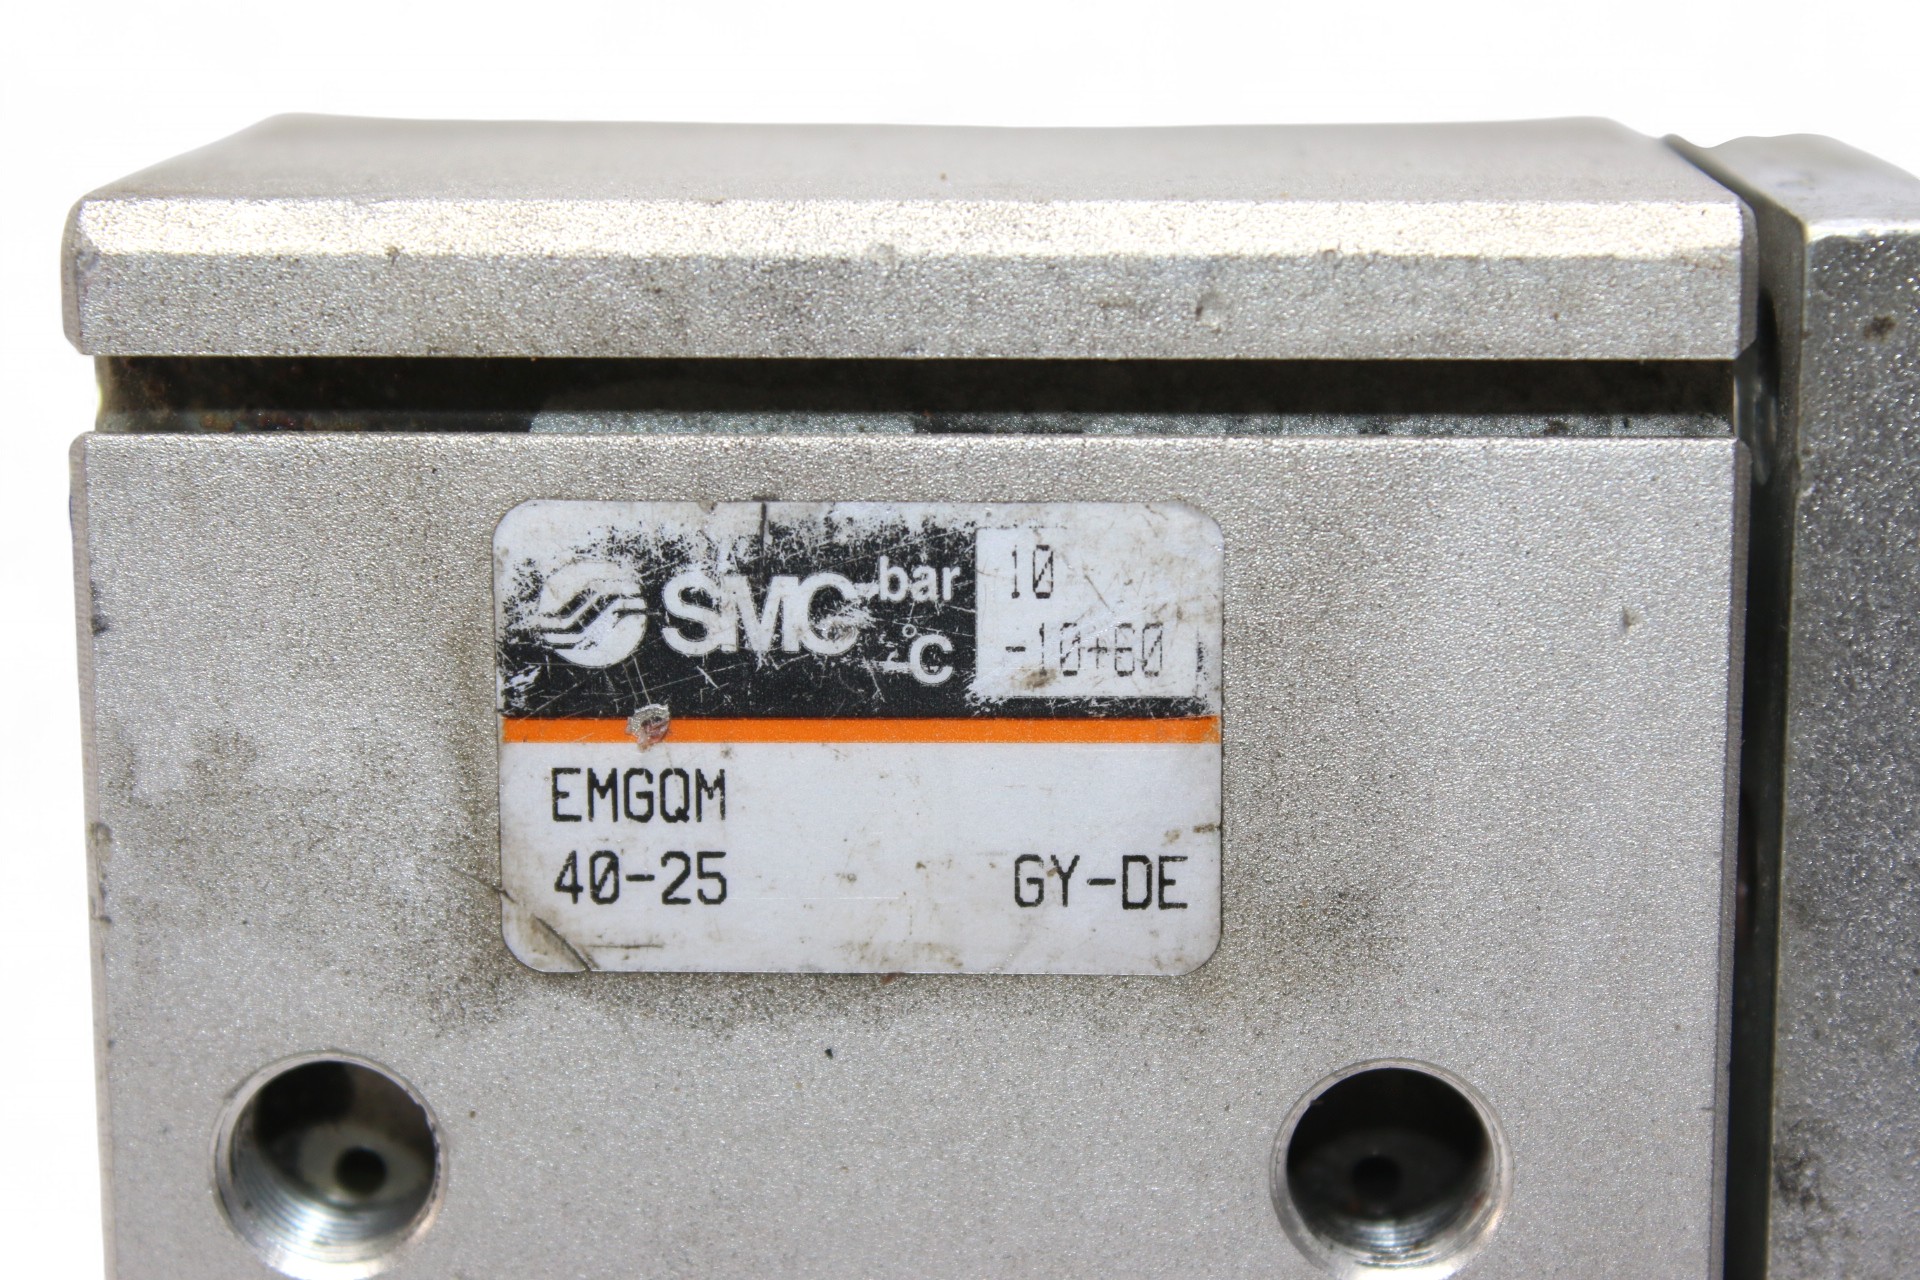 SMC bar 10
°C -10+60
EMGQM
40-25 GY-DE